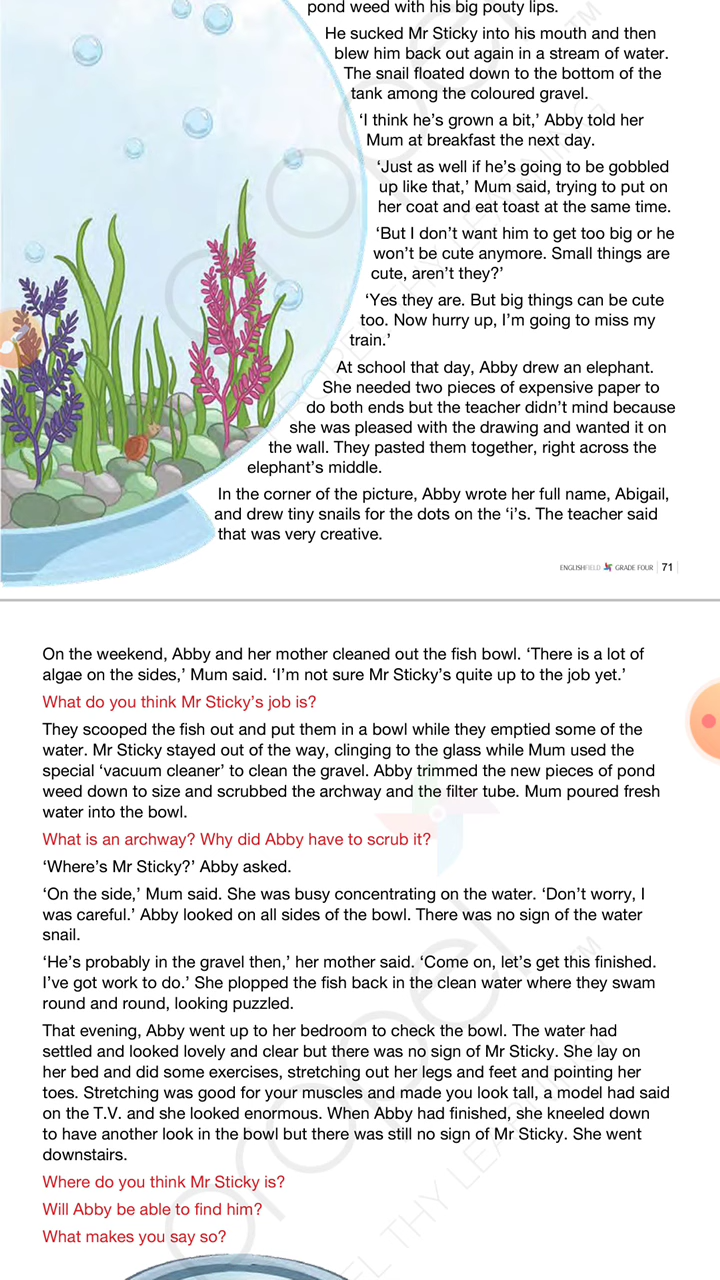 pond weed with his big pouty lips.
He sucked Mr Sticky into his mouth and then
blew him back out again in a stream of water.
The snail floated down to the bottom of the
tank among the coloured gravel.
‘I think he’s grown a bit,’ Abby told her
Mum at breakfast the next day.
‘Just as well if he’s going to be gobbled
up like that,’ Mum said, trying to put on
her coat and eat toast at the same time.
‘But I don’t want him to get too big or he
won’t be cute anymore. Small things are
cute, aren’t they?’
‘Yes they are. But big things can be cute
too. Now hurry up, I’m going to miss my
train.’
At school that day, Abby drew an elephant.
She needed two pieces of expensive paper to
do both ends but the teacher didn’t mind because
she was pleased with the drawing and wanted it on
the wall. They pasted them together, right across the
elephant’s middle.
In the corner of the picture, Abby wrote her full name, Abigail,
and drew tiny snails for the dots on the ‘i’s. The teacher said
that was very creative.
ENGLISHFIELD GRADE FOUR 71
On the weekend, Abby and her mother cleaned out the fish bowl. ‘There is a lot of
algae on the sides,’ Mum said. ‘I’m not sure Mr Sticky’s quite up to the job yet.’
What do you think Mr Sticky’s job is?
They scooped the fish out and put them in a bowl while they emptied some of the
water. Mr Sticky stayed out of the way, clinging to the glass while Mum used the
special ‘vacuum cleaner’ to clean the gravel. Abby trimmed the new pieces of pond
weed down to size and scrubbed the archway and the filter tube. Mum poured fresh
water into the bowl.
What is an archway? Why did Abby have to scrub it?
‘Where’s Mr Sticky?’ Abby asked.
‘On the side,’ Mum said. She was busy concentrating on the water. ‘Don’t worry, I
was careful.’ Abby looked on all sides of the bowl. There was no sign of the water
snail.
‘He’s probably in the gravel then,’ her mother said. ‘Come on, let’s get this finished.
I’ve got work to do.’ She plopped the fish back in the clean water where they swam
round and round, looking puzzled.
That evening, Abby went up to her bedroom to check the bowl. The water had
settled and looked lovely and clear but there was no sign of Mr Sticky. She lay on
her bed and did some exercises, stretching out her legs and feet and pointing her
toes. Stretching was good for your muscles and made you look tall, a model had said
on the T.V. and she looked enormous. When Abby had finished, she kneeled down
to have another look in the bowl but there was still no sign of Mr Sticky. She went
downstairs.
Where do you think Mr Sticky is?
Will Abby be able to find him?
What makes you say so?